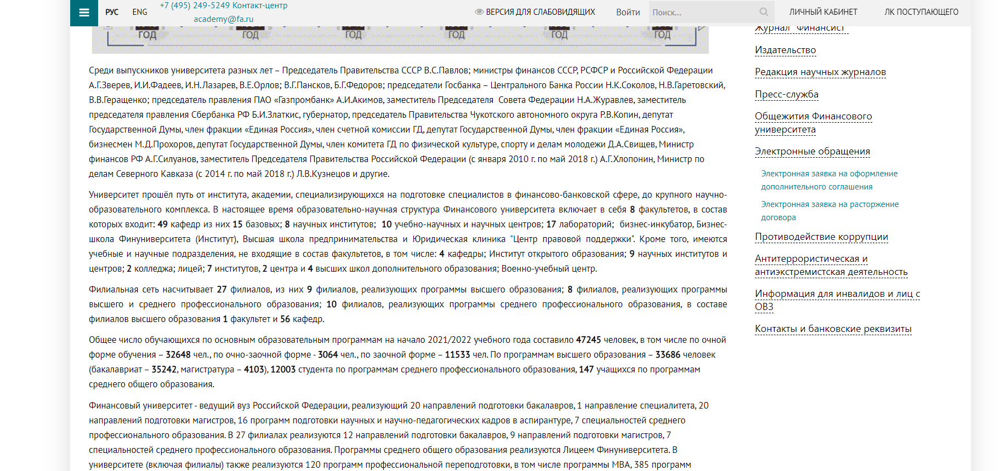 РУС
ENG
+7 (495) 249-5249 Контакт-центр
academy@fa.ru
ВЕРСИЯ ДЛЯ СЛАБОВИДЯЩИХ
Войти
Поиск...
ЛИЧНЫЙ КАБИНЕТ
ЛК ПОСТУПАЮЩЕГО
ГОД
ГОД
ГОД
ГОД
ГОД
ГОД
Среди выпускников университета разных лет – Председатель Правительства СССР В.С.Павлов; министры финансов СССР, РСФСР и Российской Федерации
А.Г.Зверев, И.И.Фадеев, И.Н.Лазарев, В.Е.Орлов; В.Г.Пансков, Б.Г.Федоров; председатели Госбанка – Центрального Банка России Н.К.Соколов, Н.В.Гаретовский,
В.В.Геращенко; председатель правления ПАО «Газпромбанк» А.И.Акимов, заместитель Председателя  Совета Федерации Н.А.Журавлев, заместитель
председателя правления Сбербанка РФ Б.И.Златкис, губернатор, председатель Правительства Чукотского автономного округа Р.В.Копин, депутат
Государственной Думы, член фракции «Единая Россия», член счетной комиссии ГД, депутат Государственной Думы, член фракции «Единая Россия»,
бизнесмен М.Д.Прохоров, депутат Государственной Думы, член комитета ГД по физической культуре, спорту и делам молодежи Д.А.Свищев, Министр
финансов РФ А.Г.Силуанов, заместитель Председателя Правительства Российской Федерации (с января 2010 г. по май 2018 г.) А.Г.Хлопонин, Министр по
делам Северного Кавказа (с 2014 г. по май 2018 г.) Л.В.Кузнецов и другие.
Университет прошёл путь от института, академии, специализирующихся на подготовке специалистов в финансово-банковской сфере, до крупного научно-
образовательного комплекса. В настоящее время образовательно-научная структура Финансового университета включает в себя 8 факультетов, в состав
которых входит: 49 кафедр из них 15 базовых; 8 научных институтов;  10 учебно-научных и научных центров; 17 лабораторий;  бизнес-инкубатор, Бизнес-
школа Финуниверситета (Институт), Высшая школа предпринимательства и Юридическая клиника "Центр правовой поддержки". Кроме того, имеются
учебные и научные подразделения, не входящие в состав факультетов, в том числе: 4 кафедры; Институт открытого образования; 9 научных институтов и
центров; 2 колледжа; лицей; 7 институтов, 2 центра и 4 высших школ дополнительного образования; Военно-учебный центр.
Филиальная сеть насчитывает 27 филиалов, из них 9 филиалов, реализующих программы высшего образования; 8 филиалов, реализующих программы
высшего и среднего профессионального образования; 10 филиалов, реализующих программы среднего профессионального образования, в составе
филиалов высшего образования 1 факультет и 56 кафедр.
Общее число обучающихся по основным образовательным программам на начало 2021/2022 учебного года составило 47245 человек, в том числе по очной
форме обучения – 32648 чел., по очно-заочной форме - 3064 чел., по заочной форме – 11533 чел. По программам высшего образования – 33686 человек
(бакалавриат – 35242, магистратура – 4103), 12003 студента по программам среднего профессионального образования, 147 учащихся по программам
среднего общего образования.
Финансовый университет - ведущий вуз Российской Федерации, реализующий 20 направлений подготовки бакалавров, 1 направление специалитета, 20
направлений подготовки магистров, 16 программ подготовки научных и научно-педагогических кадров в аспирантуре, 7 специальностей среднего
профессионального образования. В 27 филиалах реализуются 12 направлений подготовки бакалавров, 9 направлений подготовки магистров, 7
специальностей среднего профессионального образования. Программы среднего общего образования реализуются Лицеем Финуниверситета. В
университете (включая филиалы) также реализуются 120 программ профессиональной переподготовки, в том числе программы MBA, 385 программ
Журнал "Финансист"
Издательство
Редакция научных журналов
Пресс-служба
Общежития Финансового
университета
Электронные обращения
Электронная заявка на оформление
дополнительного соглашения
Электронная заявка на расторжение
договора
Противодействие коррупции
Антитеррористическая и
антиэкстремистская деятельность
Информация для инвалидов и лиц с
ОВЗ
Контакты и банковские реквизиты